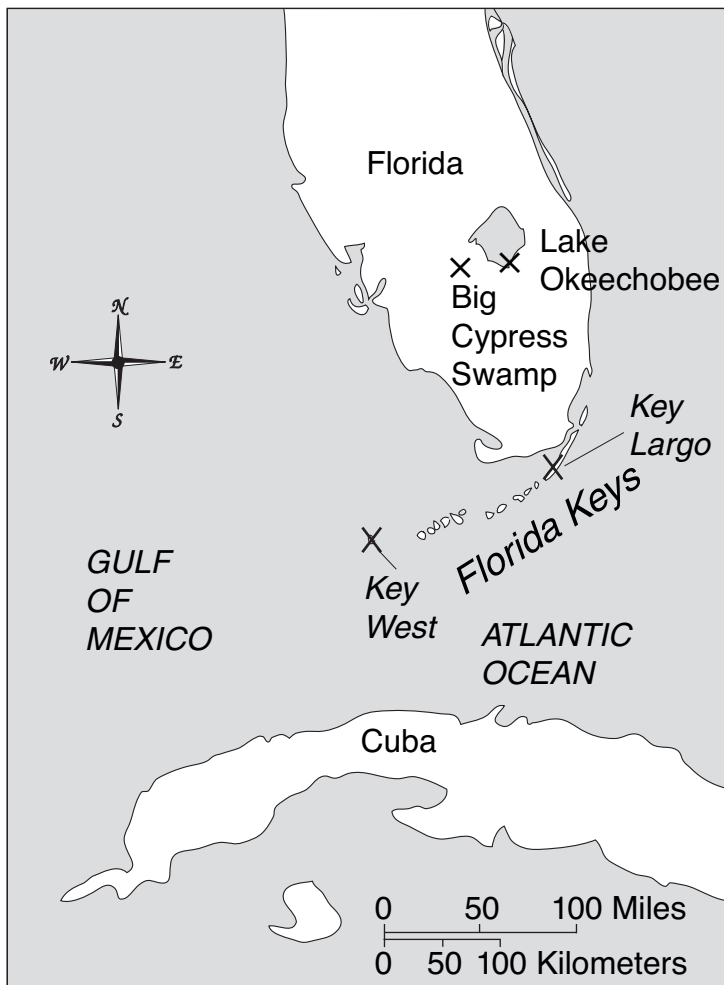 Florida
Lake
Okeechobee
Big
Cypress
Swamp
N
W
E
S
Key
Largo
Florida Keys
GULF
OF
MEXICO
Key
West
ATLANTIC
OCEAN
Cuba
0 50 100 Miles
0 50 100 Kilometers